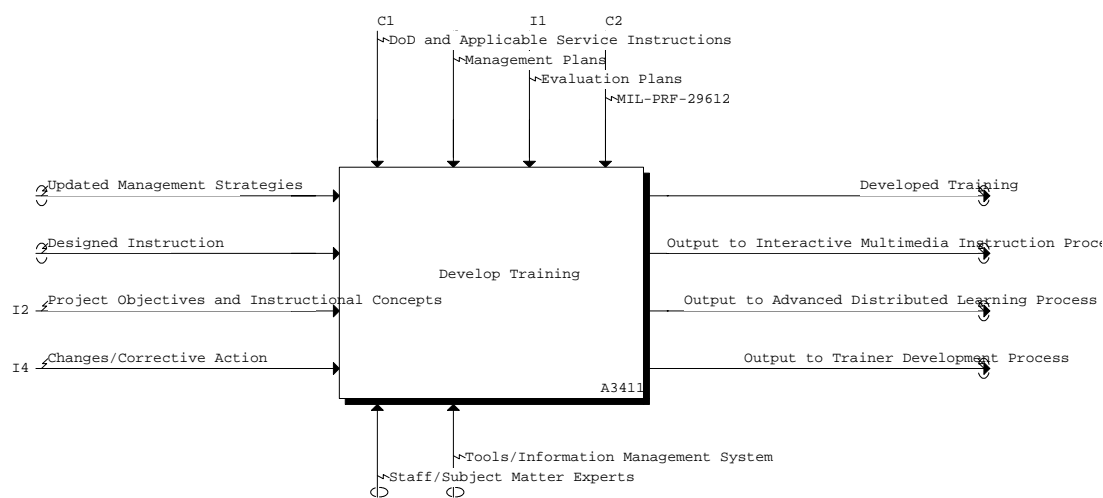 C1 I1 C2
DoD and Applicable Service Instructions
Management Plans
Evaluation Plans
MIL-PRF-29612
Updated Management Strategies
Developed Training
Designed Instruction
Output to Interactive Multimedia Instruction Proce
Develop Training
I2 Project Objectives and Instructional Concepts
Output to Advanced Distributed Learning Process
I4 Changes/Corrective Action
Output to Trainer Development Process
A3411
Tools/Information Management System
Staff/Subject Matter Experts